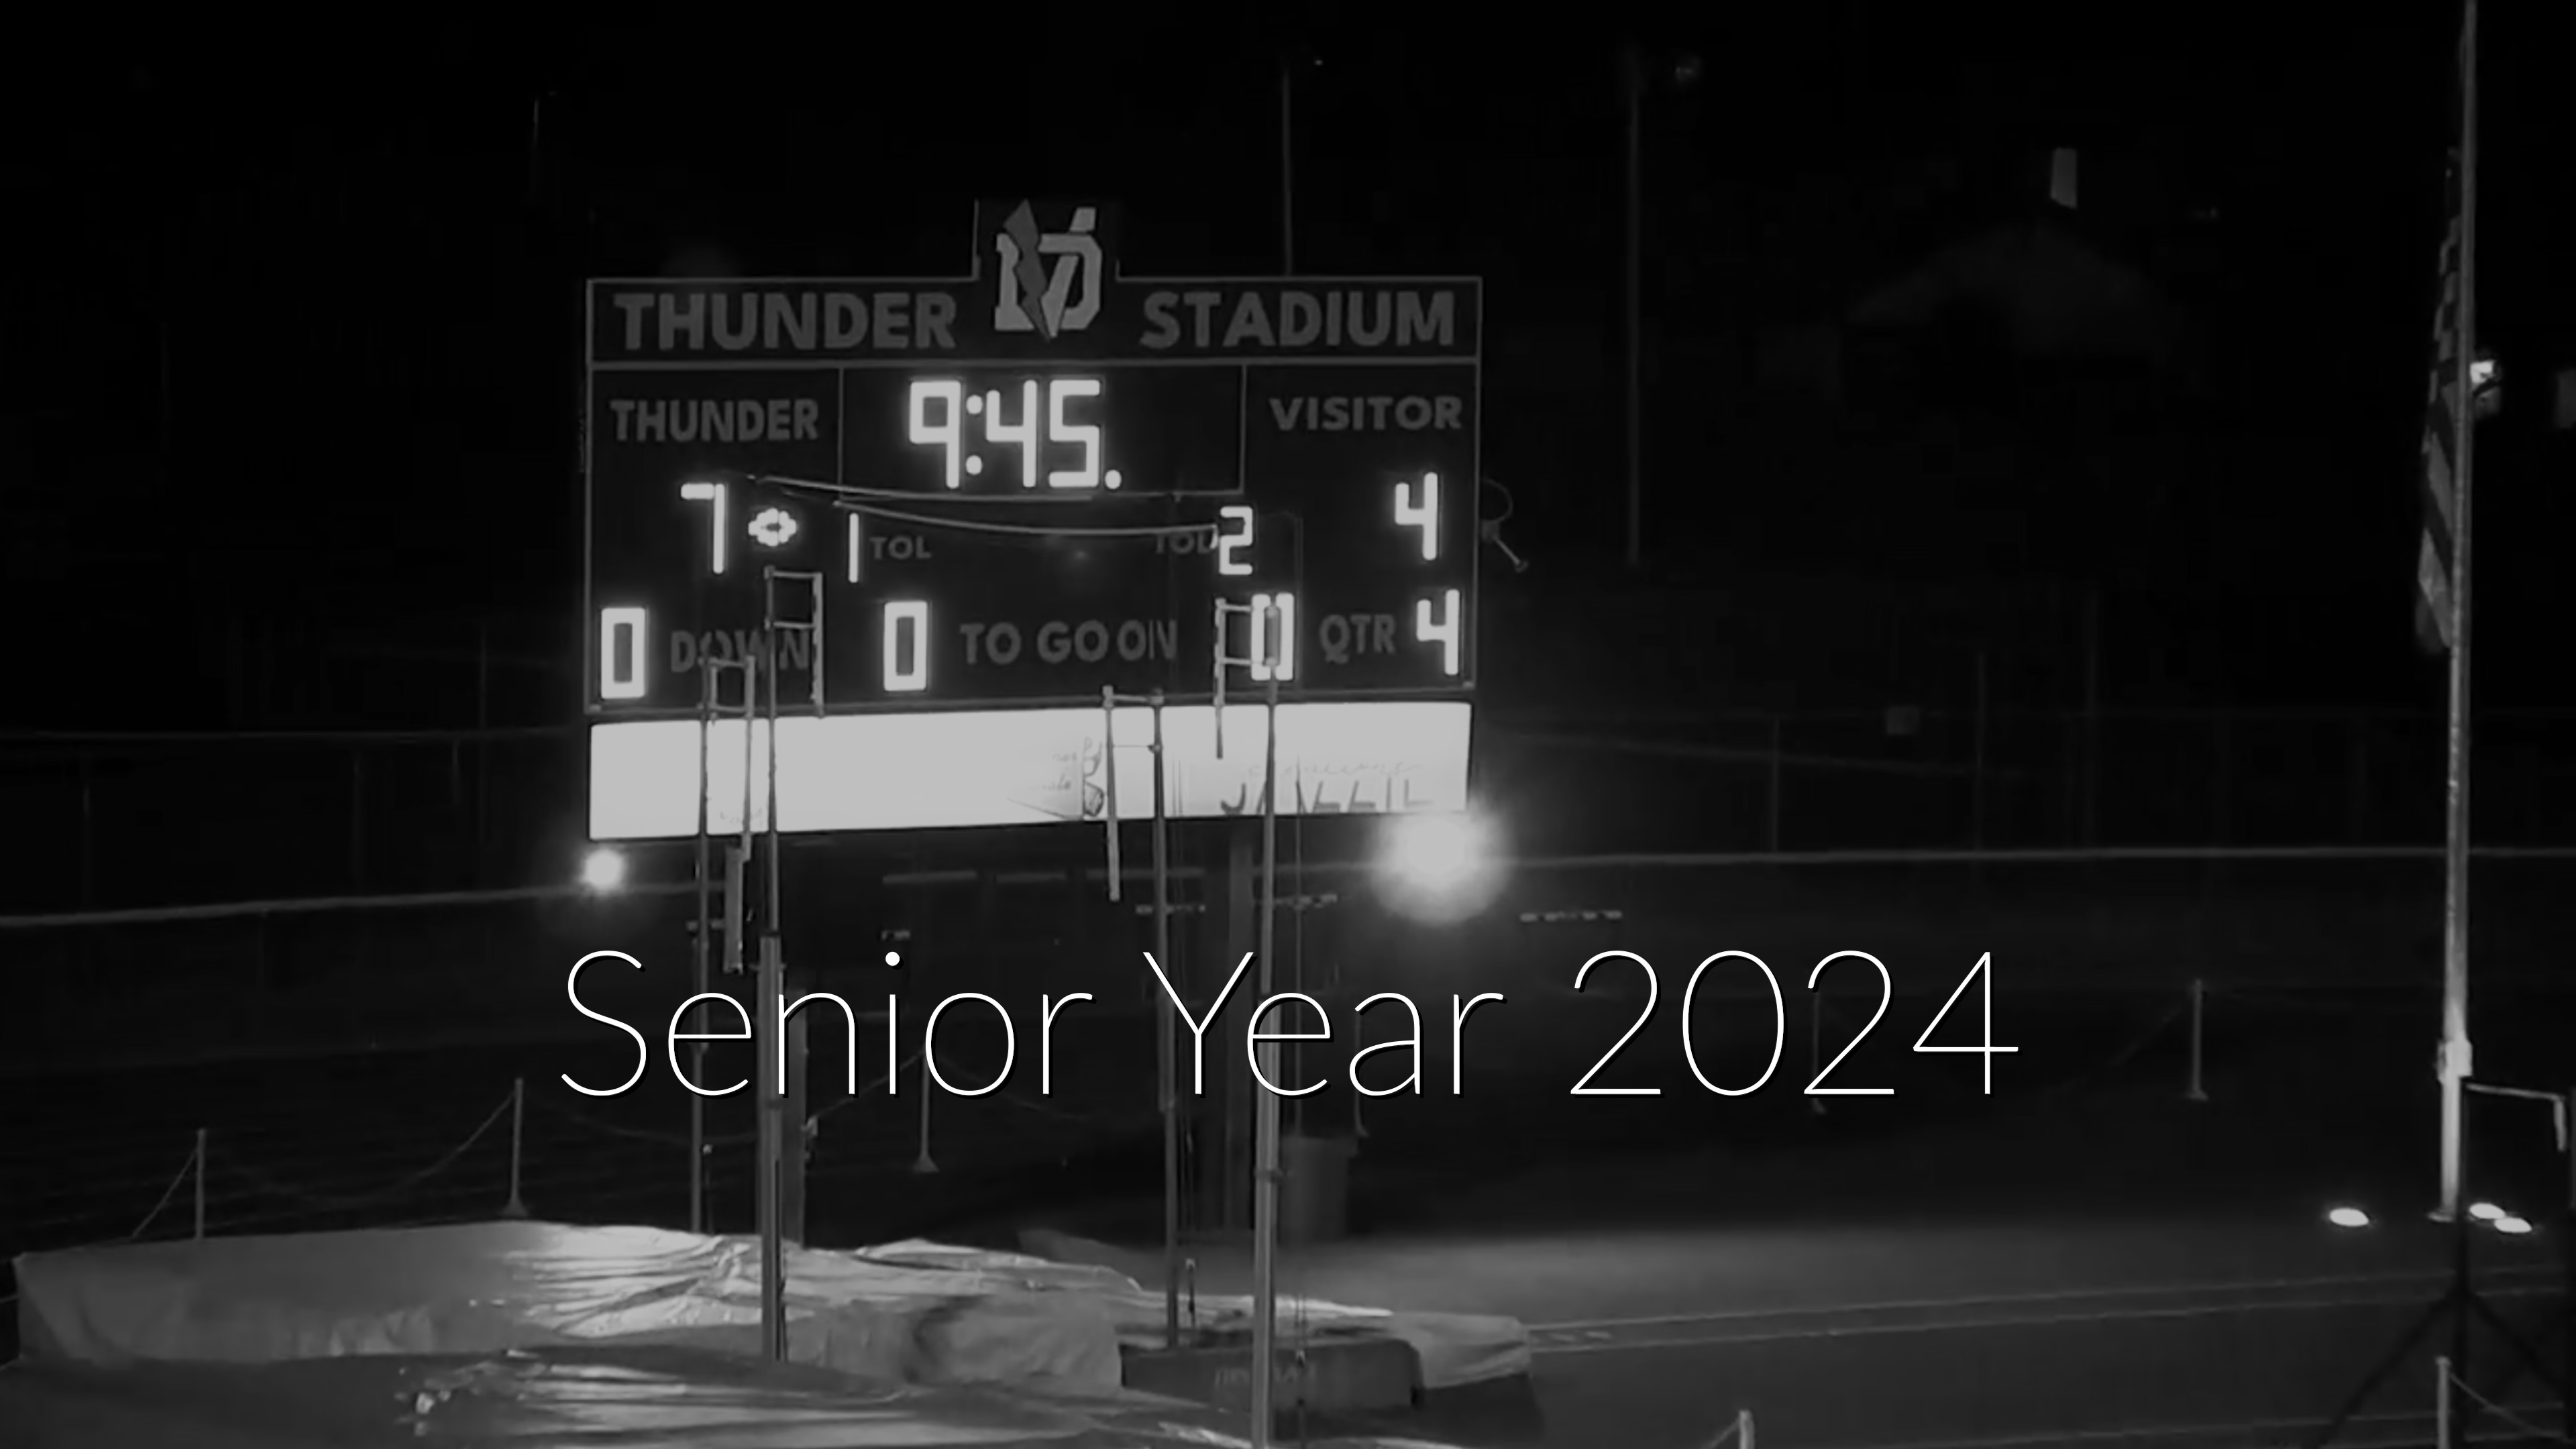 THUNDER STADIUM
THUNDER 9:45. VISITOR
7 1 TOL TOL 2 4
0 DOWN 0 TO GO ON 0 QTR 4
Senior Year 2024